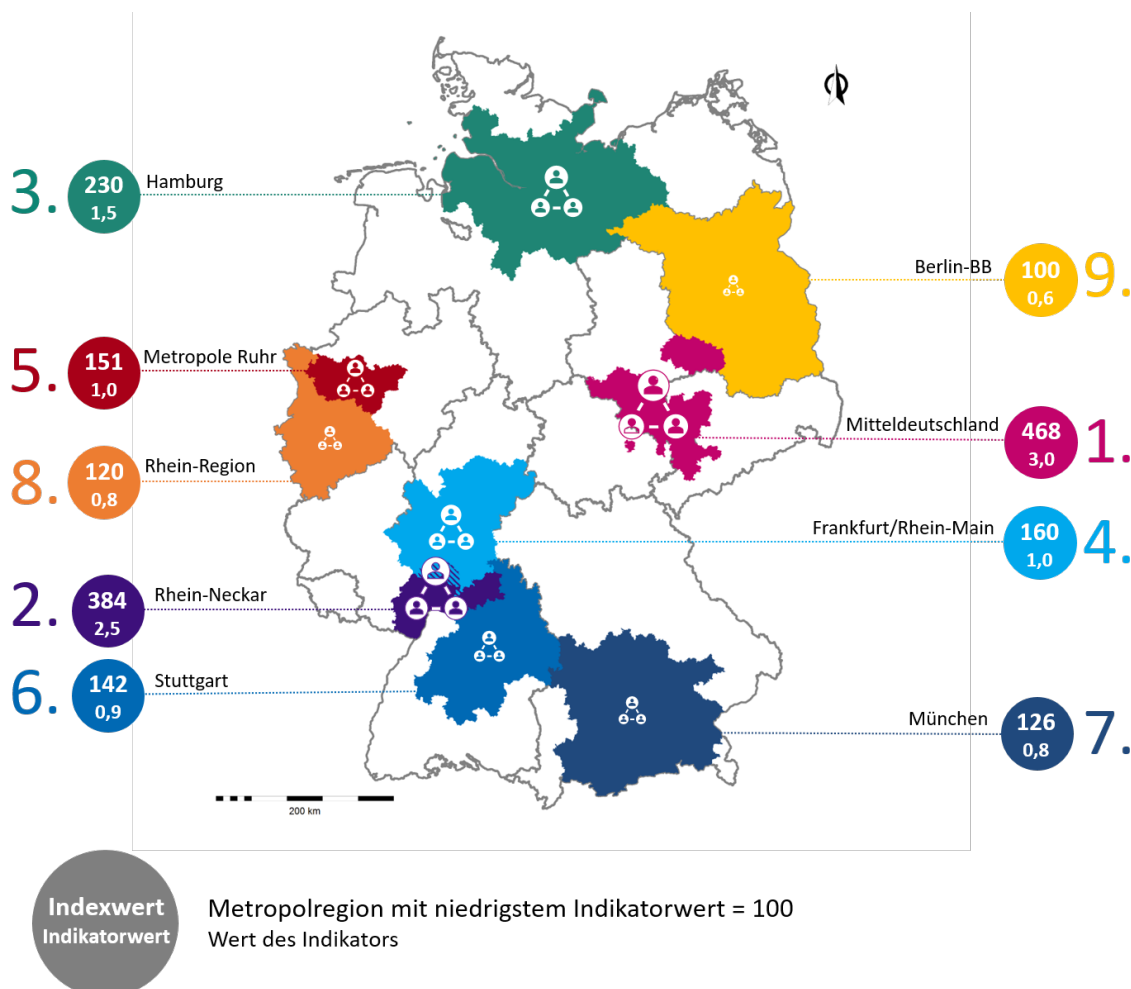 3.
230
1,5
Hamburg
Berlin-BB
100
0,6
9.
5.
151
1,0
Metropole Ruhr
Mitteldeutschland
468
3,0
1.
8.
120
0,8
Rhein-Region
Frankfurt/Rhein-Main
160
1,0
4.
2.
384
2,5
Rhein-Neckar
6.
142
0,9
Stuttgart
München
126
0,8
7.
200 km
Indexwert
Indikatorwert
Metropolregion mit niedrigstem Indikatorwert = 100
Wert des Indikators